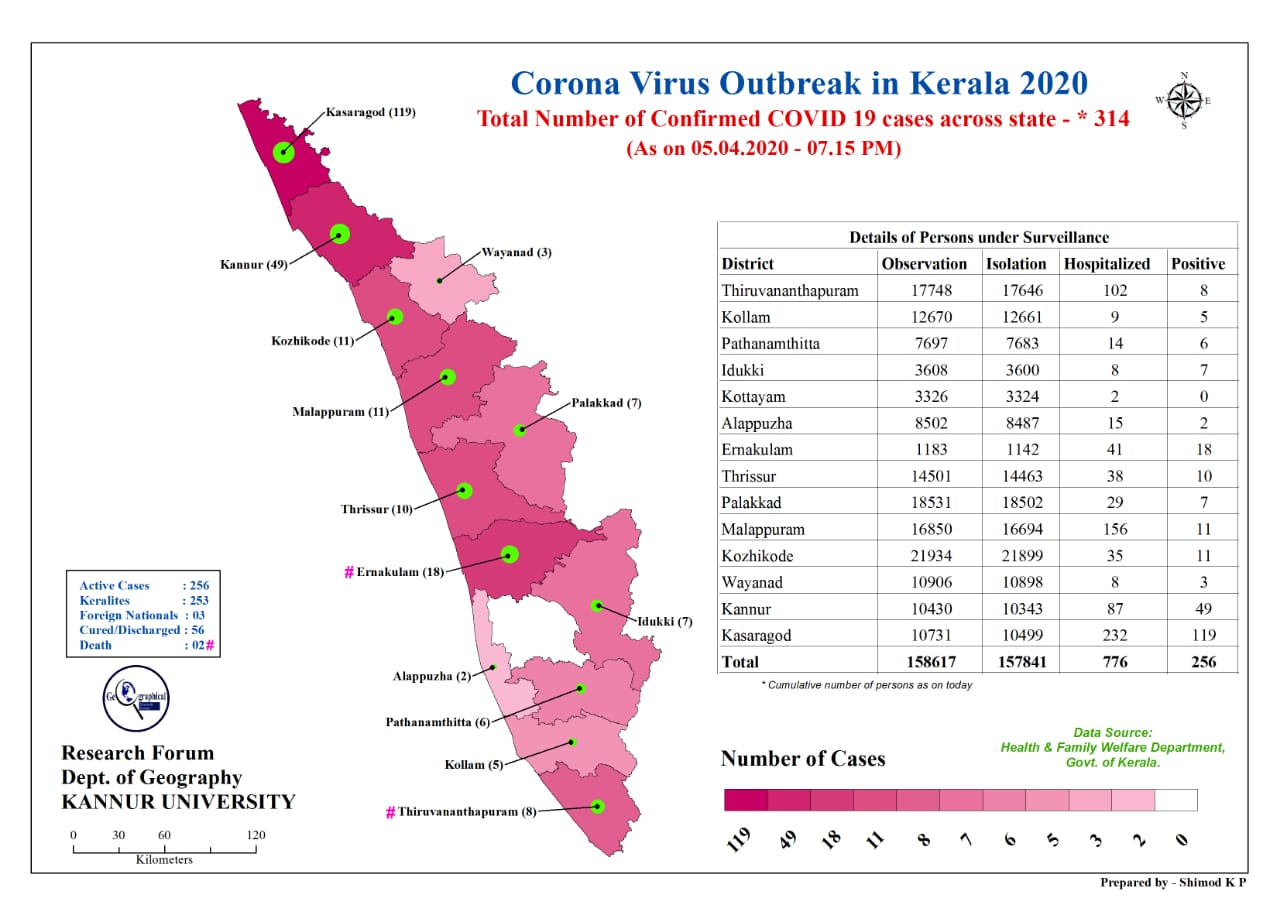 Corona Virus Outbreak in Kerala 2020
Total Number of Confirmed COVID 19 cases across state - * 314
(As on 05.04.2020 - 07.15 PM)
N
W E
S
Kasaragod (119)
Wayanad (3)
Kannur (49)
Kozhikode (11)
Malappuram (11)
Palakkad (7)
Thrissur (10)
# Ernakulam (18)
Idukki (7)
Alappuzha (2)
Pathanamthitta (6)
Kollam (5)
# Thiruvananthapuram (8)
Details of Persons under Surveillance
District Observation Isolation Hospitalized Positive
Thiruvananthapuram 17748 17646 102 8
Kollam 12670 12661 9 5
Pathanamthitta 7697 7683 14 6
Idukki 3608 3600 8 7
Kottayam 3326 3324 2 0
Alappuzha 8502 8487 15 2
Ernakulam 1183 1142 41 18
Thrissur 14501 14463 38 10
Palakkad 18531 18502 29 7
Malappuram 16850 16694 156 11
Kozhikode 21934 21899 35 11
Wayanad 10906 10898 8 3
Kannur 10430 10343 87 49
Kasaragod 10731 10499 232 119
Total 158617 157841 776 256
* Cumulative number of persons as on today
Active Cases : 256
Keralites : 253
Foreign Nationals : 03
Cured/Discharged : 56
Death : 02#
Ge graphical
Research Forum
Dept. of Geography
KANNUR UNIVERSITY
0 30 60 120
Kilometers
Data Source:
Health & Family Welfare Department,
Govt. of Kerala.
Number of Cases
119 49 18 11 8 7 6 5 3 2 0
Prepared by - Shimod K P